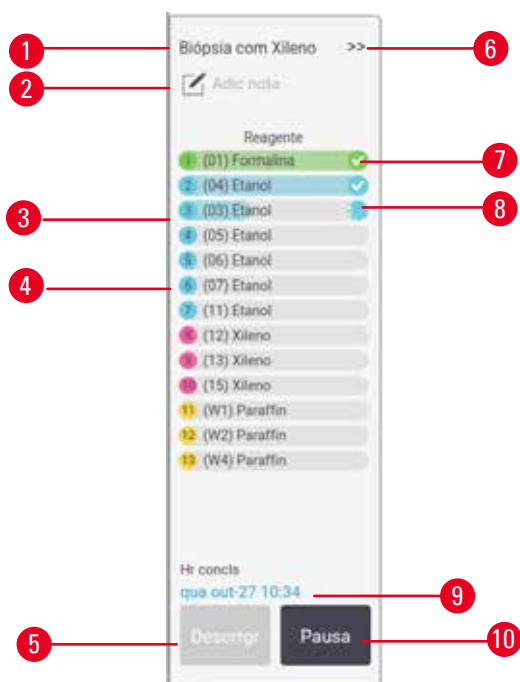 1 Biópsia com Xileno >> 6
2 Adic nota
Reagente
1 (01) Formalina 7
2 (04) Etanol
3 3 (03) Etanol 8
4 (05) Etanol
5 (06) Etanol
4 6 (07) Etanol
7 (11) Etanol
8 (12) Xileno
9 (13) Xileno
10 (15) Xileno
11 (W1) Paraffin
12 (W2) Paraffin
13 (W4) Paraffin
Hr concls
qua out-27 10:34 9
5 Descrrgr Pausa 10